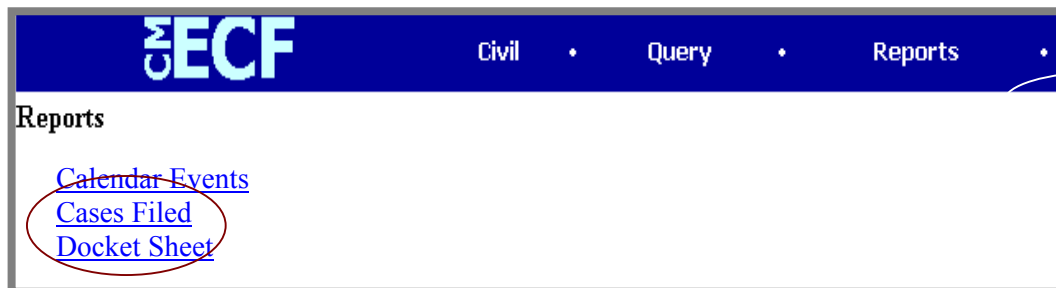 CM ECF Civil • Query • Reports •
Reports
Calendar Events
Cases Filed
Docket Sheet